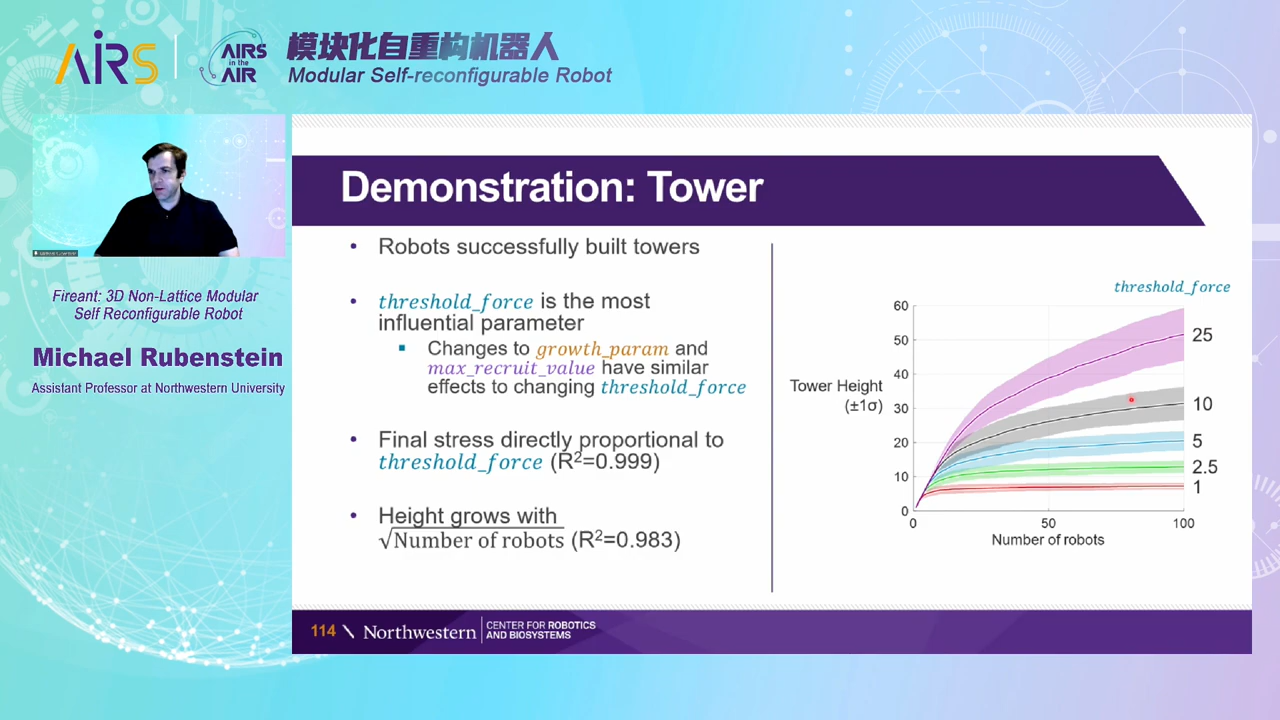 AIRS
AIRS
in the
AIR
模块化自重构机器人
Modular Self-reconfigurable Robot
Fireant: 3D Non-Lattice Modular
Self Reconfigurable Robot
Michael Rubenstein
Assistant Professor at Northwestern University
Demonstration: Tower
• Robots successfully built towers
• threshold_force is the most
influential parameter
▪ Changes to growth_param and
max_recruit_value have similar
effects to changing threshold_force
• Final stress directly proportional to
threshold_force (R²=0.999)
• Height grows with
√Number of robots (R²=0.983)
threshold_force
60
50
40
30
20
10
0
Tower Height
(±1σ)
25
10
5
2.5
1
0 50 100
Number of robots
114 \ Northwestern
CENTER FOR ROBOTICS
AND BIOSYSTEMS